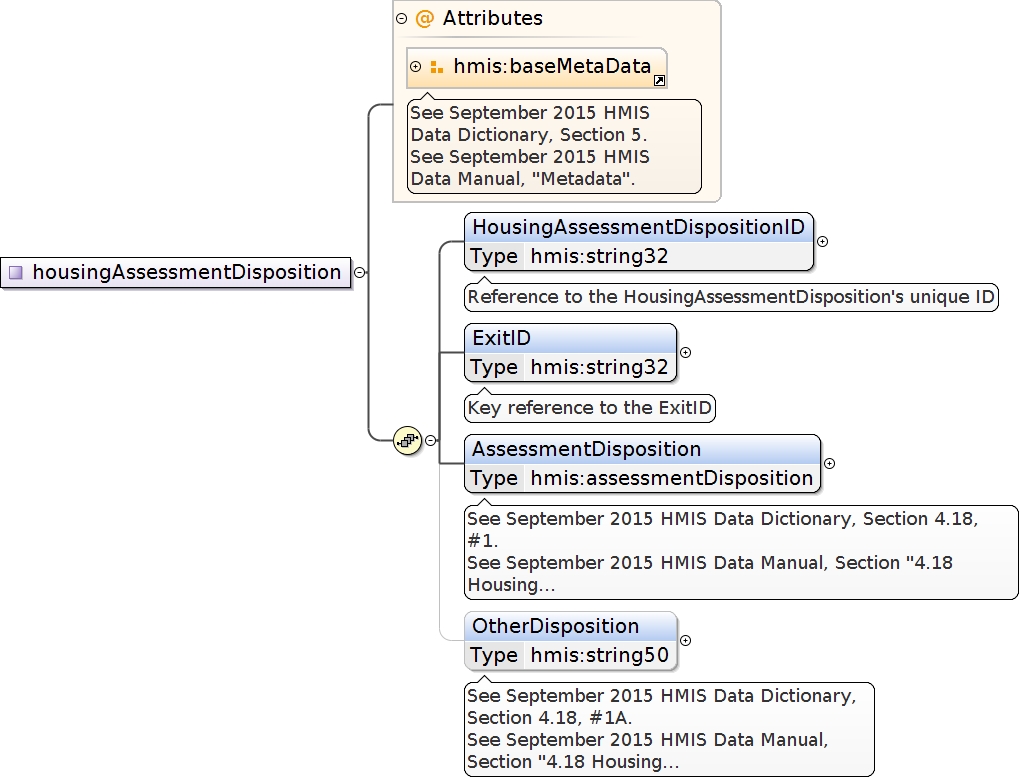 Attributes
hmis:baseMetaData
See September 2015 HMIS
Data Dictionary, Section 5.
See September 2015 HMIS
Data Manual, "Metadata".
housingAssessmentDisposition
HousingAssessmentDispositionID
Type hmis:string32
Reference to the HousingAssessmentDisposition's unique ID
ExitID
Type hmis:string32
Key reference to the ExitID
AssessmentDisposition
Type hmis:assessmentDisposition
See September 2015 HMIS Data Dictionary, Section 4.18,
#1.
See September 2015 HMIS Data Manual, Section "4.18
Housing...
OtherDisposition
Type hmis:string50
See September 2015 HMIS Data Dictionary,
Section 4.18, #1A.
See September 2015 HMIS Data Manual,
Section "4.18 Housing...